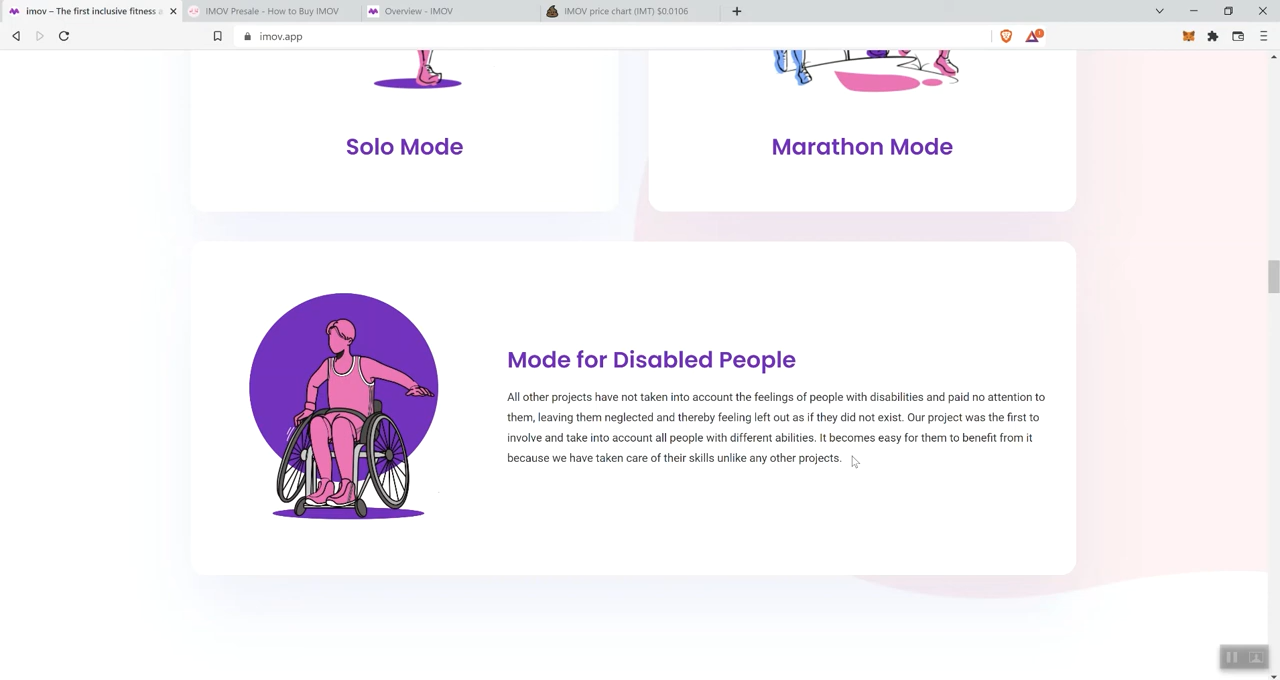 imov – The first inclusive fitness a
IMOV Presale - How to Buy IMOV
Overview - IMOV
IMOV price chart (IMT) $0.0106
imov.app
1
Solo Mode
Marathon Mode
Mode for Disabled People
All other projects have not taken into account the feelings of people with disabilities and paid no attention to
them, leaving them neglected and thereby feeling left out as if they did not exist. Our project was the first to
involve and take into account all people with different abilities. It becomes easy for them to benefit from it
because we have taken care of their skills unlike any other projects.